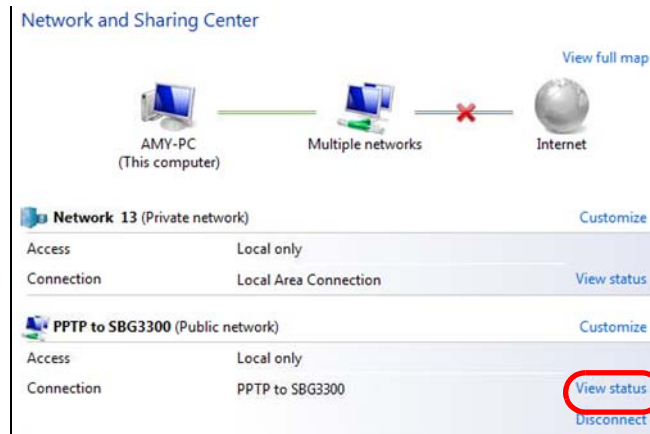 Network and Sharing Center
View full map
AMY-PC
(This computer)
Multiple networks
Internet
Network 13 (Private network) Customize
Access Local only
Connection Local Area Connection View status
PPTP to SBG3300 (Public network) Customize
Access Local only
Connection PPTP to SBG3300 View status
Disconnect